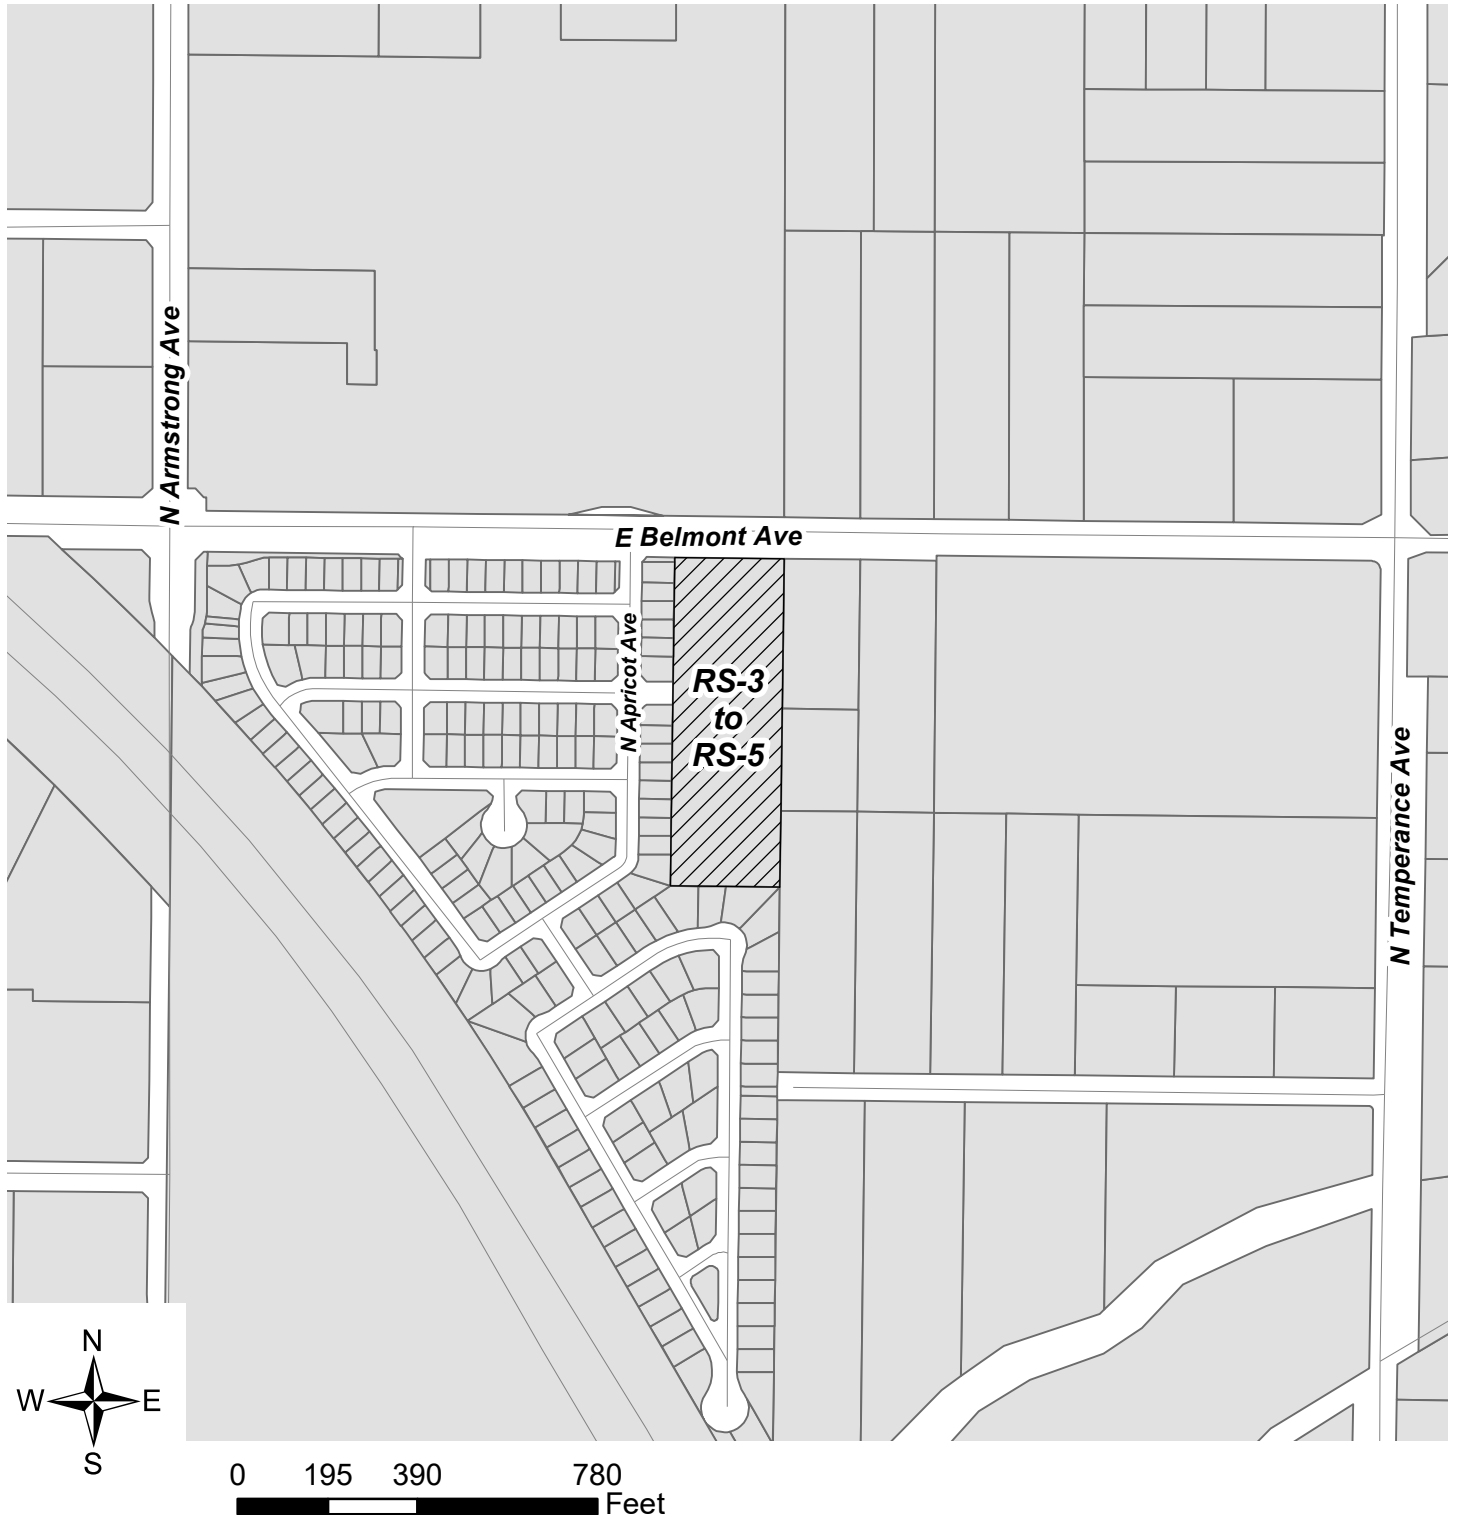 N Armstrong Ave
E Belmont Ave
N Apricot Ave
RS-3
to
RS-5
N Temperance Ave
N
W E
S
0 195 390 780
Feet